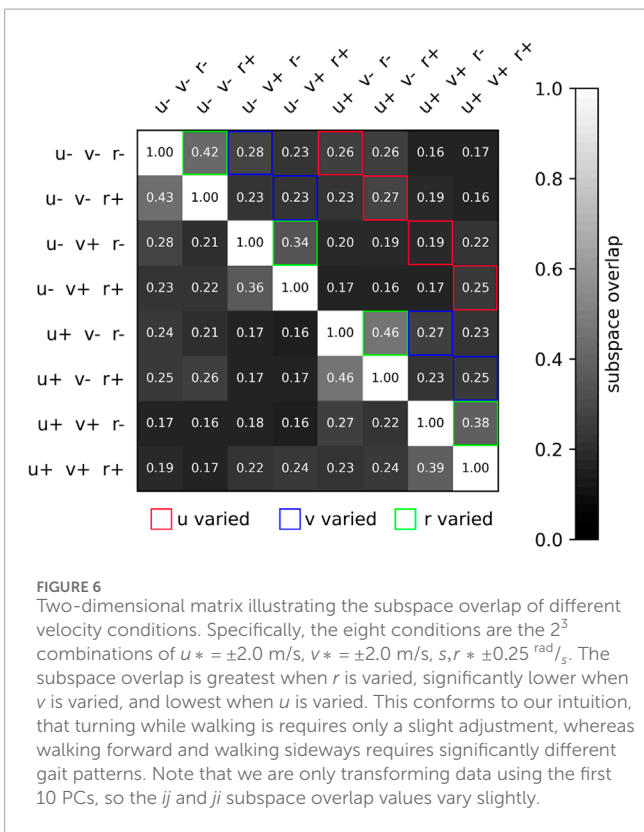 u- v- r-
u- v- r+
u- v+ r-
u- v+ r+
u+ v- r-
u+ v- r+
u+ v+ r-
u+ v+ r+
u- v- r- 1.00 0.42 0.28 0.23 0.26 0.26 0.16 0.17
u- v- r+ 0.43 1.00 0.23 0.23 0.23 0.27 0.19 0.16
u- v+ r- 0.28 0.21 1.00 0.34 0.20 0.19 0.19 0.22
u- v+ r+ 0.23 0.22 0.36 1.00 0.17 0.16 0.17 0.25
u+ v- r- 0.24 0.21 0.17 0.16 1.00 0.46 0.27 0.23
u+ v- r+ 0.25 0.26 0.17 0.17 0.46 1.00 0.23 0.25
u+ v+ r- 0.17 0.16 0.18 0.16 0.27 0.22 1.00 0.38
u+ v+ r+ 0.19 0.17 0.22 0.24 0.23 0.24 0.39 1.00
u varied v varied r varied
1.0
0.8
0.6
0.4
0.2
0.0
subspace overlap
FIGURE 6
Two-dimensional matrix illustrating the subspace overlap of different
velocity conditions. Specifically, the eight conditions are the 2³
combinations of u* = ±2.0 m/s, v* = ±2.0 m/s, s,r * ±0.25 rad/s. The
subspace overlap is greatest when r is varied, significantly lower when
v is varied, and lowest when u is varied. This conforms to our intuition,
that turning while walking is requires only a slight adjustment, whereas
walking forward and walking sideways requires significantly different
gait patterns. Note that we are only transforming data using the first
10 PCs, so the ij and ji subspace overlap values vary slightly.